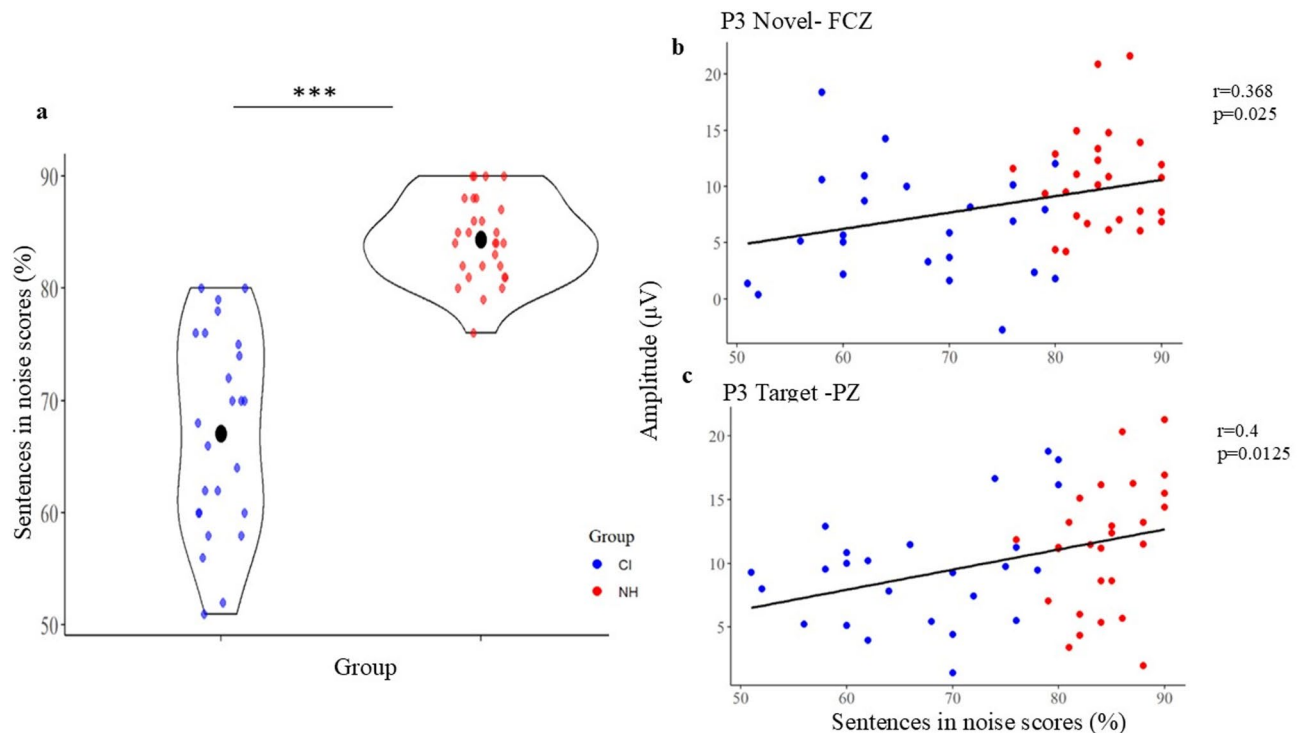 a
***
Sentences in noise scores (%)
90
80
70
60
50
Group
Group
CI
NH
P3 Novel- FCZ
b
20
15
10
5
0
50 60 70 80 90
r=0.368
p=0.025
Amplitude (µV)
c
P3 Target -PZ
20
15
10
5
50 60 70 80 90
r=0.4
p=0.0125
Sentences in noise scores (%)